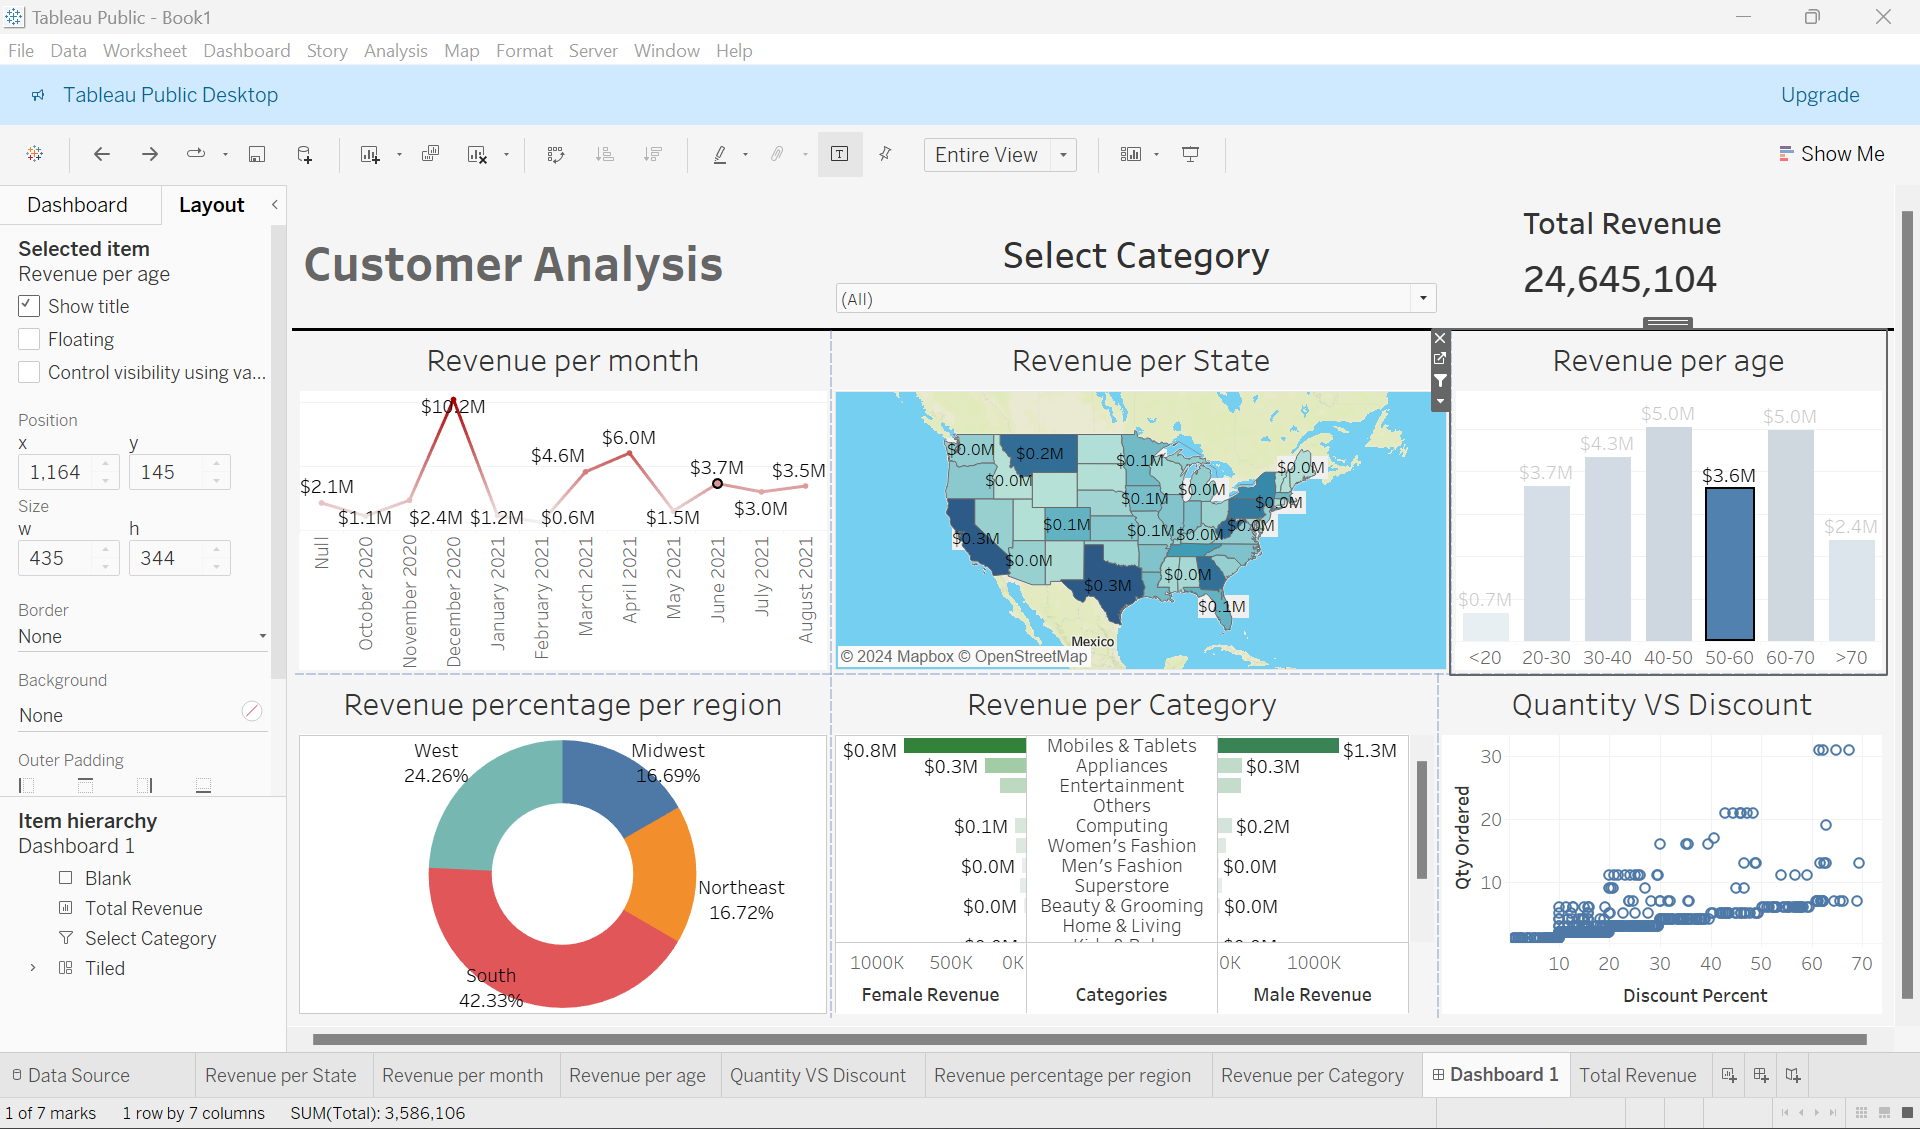 Tableau Public - Book1
File Data Worksheet Dashboard Story Analysis Map Format Server Window Help
Tableau Public Desktop
Upgrade
Entire View
Show Me
Dashboard
Layout
Selected item
Revenue per age
Show title
Floating
Control visibility using va...
Position
x y
1,164 145
Size
w h
435 344
Border
None
Background
None
Outer Padding
Item hierarchy
Dashboard 1
Blank
Total Revenue
Select Category
Tiled
Customer Analysis
Select Category
(All)
Total Revenue
24,645,104
Revenue per month
$10.2M
$6.0M
$4.6M
$3.7M
$3.5M
$2.1M
$3.0M
$1.1M
$2.4M
$1.2M
$0.6M
$1.5M
Null
October 2020
November 2020
December 2020
January 2021
February 2021
March 2021
April 2021
May 2021
June 2021
July 2021
August 2021
Revenue per State
$0.0M
$0.2M
$0.1M
$0.0M
$0.0M
$0.0M
$0.1M
$0.0M
$0.1M
$0.1M
$0.0M
$0.0M
$0.3M
$0.0M
$0.0M
$0.3M
$0.1M
Mexico
© 2024 Mapbox © OpenStreetMap
Revenue per age
$5.0M
$5.0M
$4.3M
$3.7M
$3.6M
$2.4M
$0.7M
<20 20-30 30-40 40-50 50-60 60-70 >70
Revenue percentage per region
West
24.26%
Midwest
16.69%
Northeast
16.72%
South
42.33%
Revenue per Category
$0.8M Mobiles & Tablets $1.3M
$0.3M Appliances $0.3M
Entertainment
Others
$0.1M Computing $0.2M
Women's Fashion
$0.0M Men's Fashion $0.0M
Superstore
$0.0M Beauty & Grooming $0.0M
Home & Living
1000K 500K 0K 0K 1000K
Female Revenue Categories Male Revenue
Quantity VS Discount
Qty Ordered
30
20
10
10 20 30 40 50 60 70
Discount Percent
Data Source Revenue per State Revenue per month Revenue per age Quantity VS Discount Revenue percentage per region Revenue per Category Dashboard 1 Total Revenue
1 of 7 marks 1 row by 7 columns SUM(Total): 3,586,106